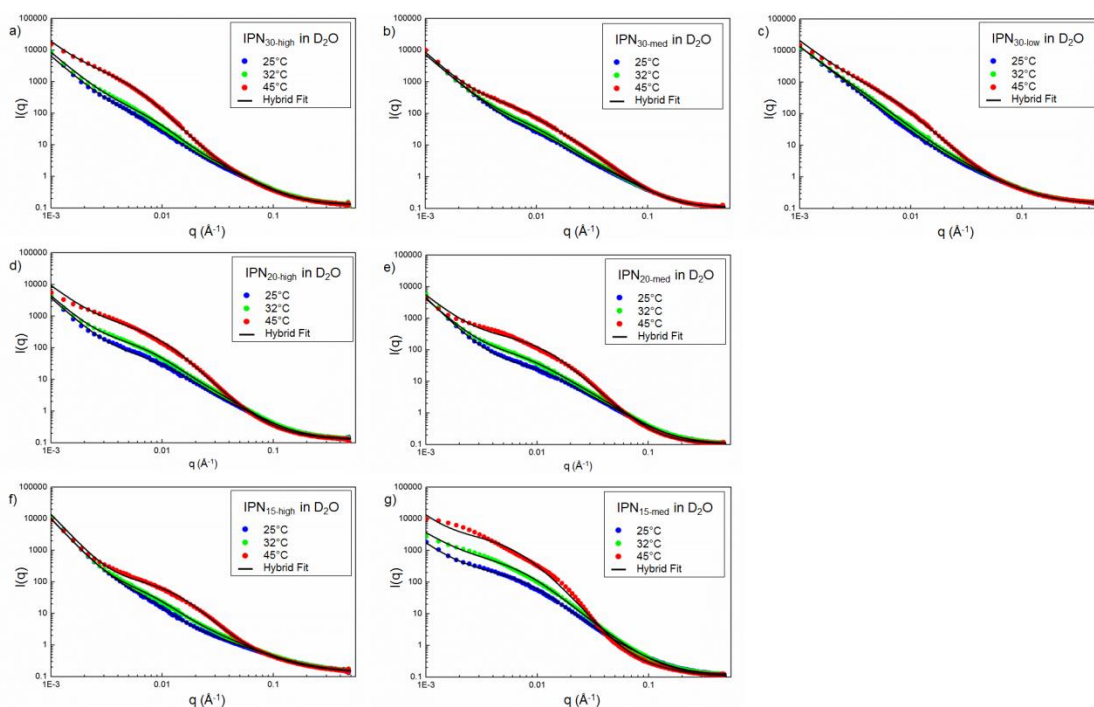 a)
I(q)
100000
10000
1000
100
10
1
0.1
1E-3
0.01
0.1
q (Å⁻¹)
IPN₃₀₋ₕᵢgₕ in D₂O
25°C
32°C
45°C
Hybrid Fit
b)
I(q)
100000
10000
1000
100
10
1
0.1
1E-3
0.01
0.1
q (Å⁻¹)
IPN30-med in D₂O
25°C
32°C
45°C
Hybrid Fit
c)
I(q)
100000
10000
1000
100
10
1
0.1
1E-3
0.01
0.1
q (Å⁻¹)
IPN30-low in D₂O
25°C
32°C
45°C
Hybrid Fit
d)
I(q)
100000
10000
1000
100
10
1
0.1
1E-3
0.01
0.1
q (Å⁻¹)
IPN20-high in D₂O
25°C
32°C
45°C
Hybrid Fit
e)
I(q)
100000
10000
1000
100
10
1
0.1
1E-3
0.01
0.1
q (Å⁻¹)
IPN20-med in D₂O
25°C
32°C
45°C
Hybrid Fit
f)
I(q)
100000
10000
1000
100
10
1
0.1
1E-3
0.01
0.1
q (Å⁻¹)
IPN15-high in D₂O
25°C
32°C
45°C
Hybrid Fit
g)
I(q)
100000
10000
1000
100
10
1
0.1
1E-3
0.01
0.1
q (Å⁻¹)
IPN15-med in D₂O
25°C
32°C
45°C
Hybrid Fit